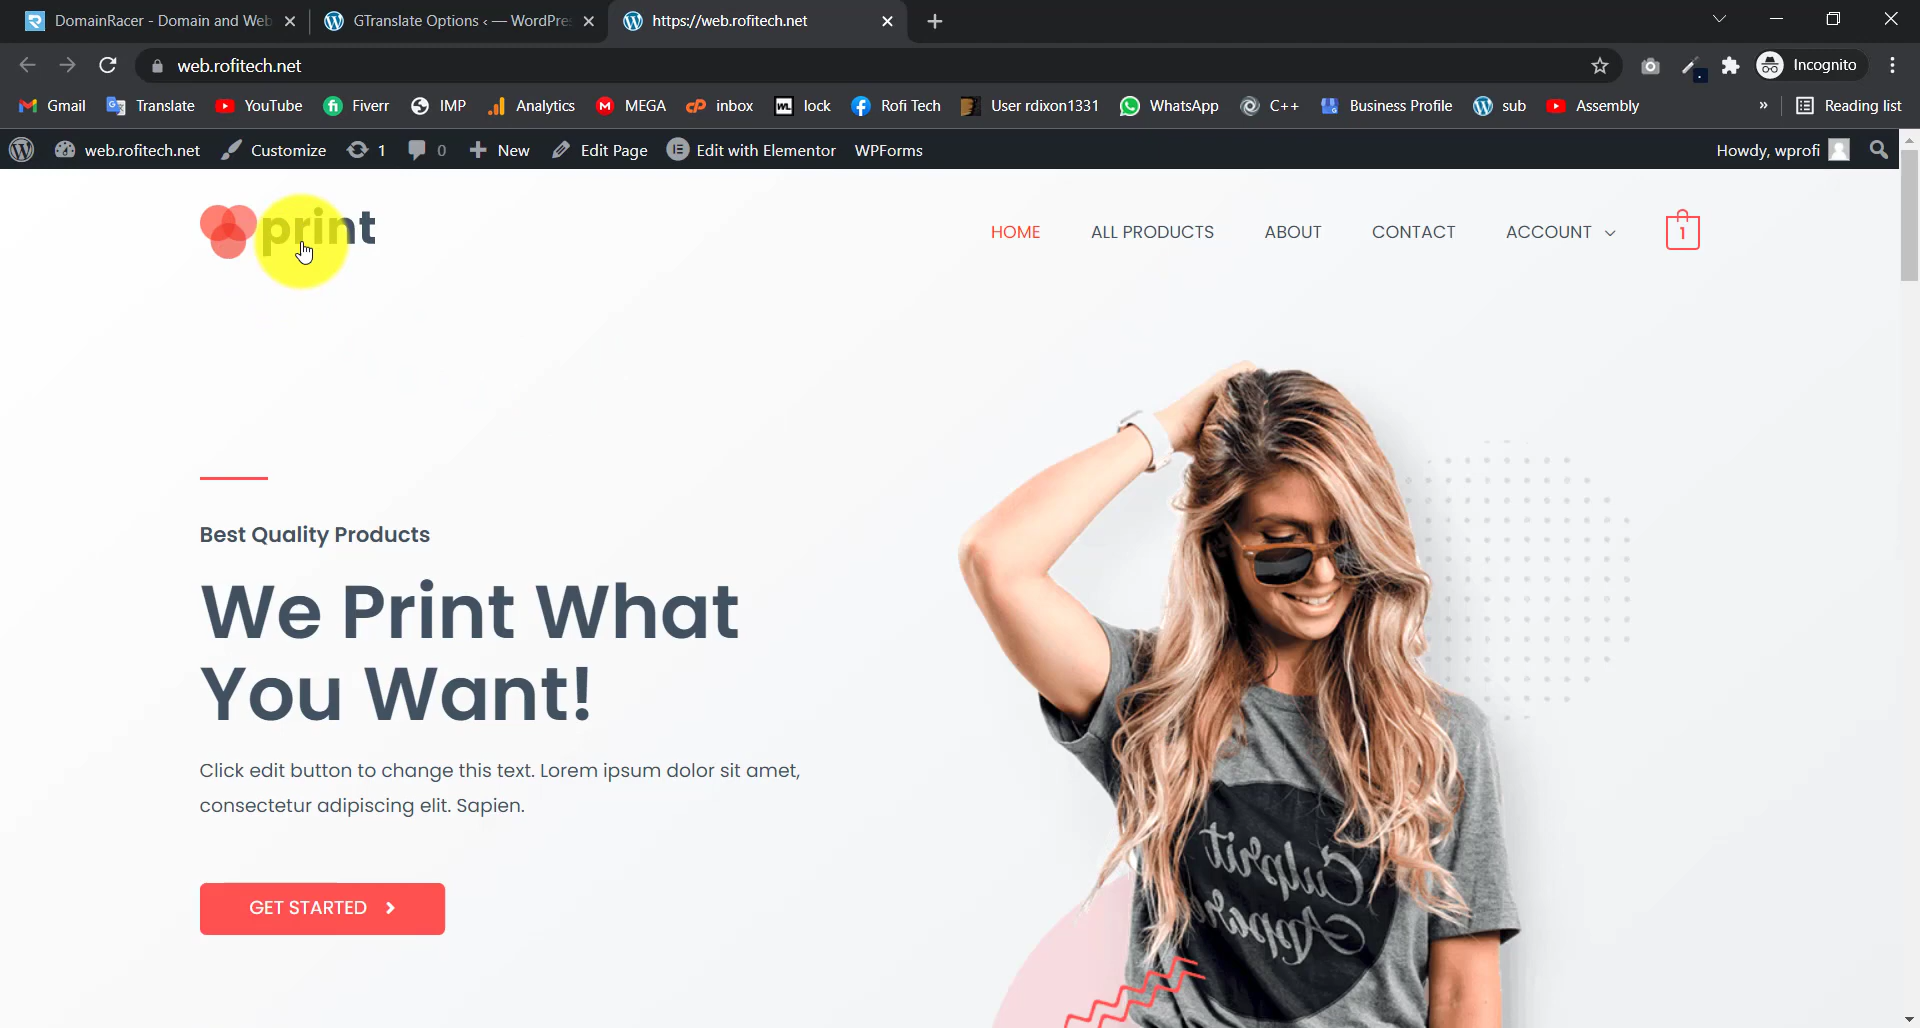 DomainRacer - Domain and Web
GTranslate Options ‹ — WordPres
https://web.rofitech.net
web.rofitech.net
Incognito
Gmail
Translate
YouTube
Fiverr
IMP
Analytics
MEGA
inbox
lock
Rofi Tech
User rdixon1331
WhatsApp
C++
Business Profile
sub
Assembly
»
Reading list
web.rofitech.net
Customize
1
0
New
Edit Page
Edit with Elementor
WPForms
Howdy, wprofi
print
HOME
ALL PRODUCTS
ABOUT
CONTACT
ACCOUNT
1
Best Quality Products
We Print What
You Want!
Click edit button to change this text. Lorem ipsum dolor sit amet,
consectetur adipiscing elit. Sapien.
GET STARTED
Culprit